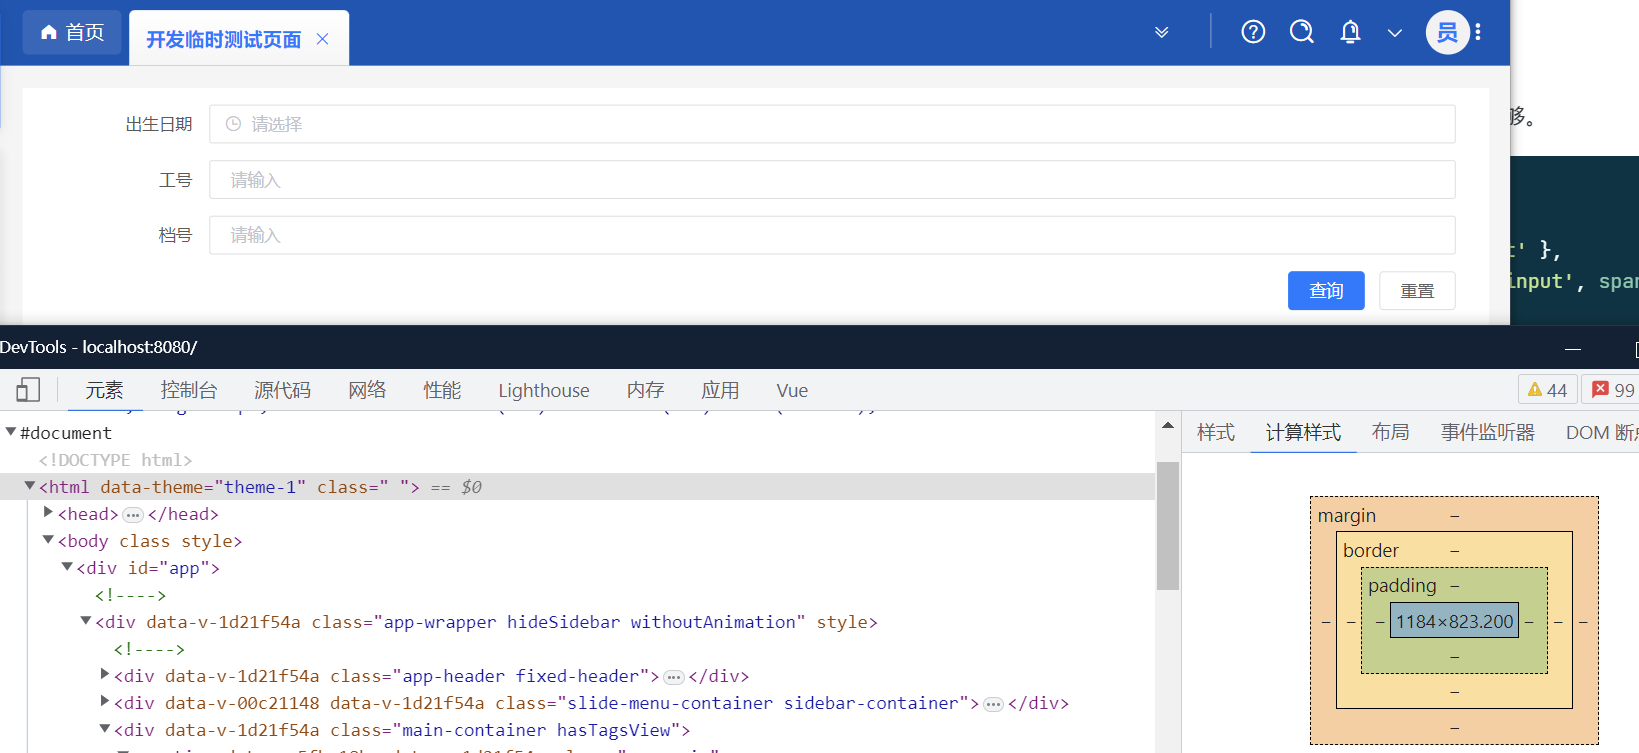 首页
开发临时测试页面
员
出生日期
请选择
够。
工号
请输入
档号
请输入
' },
input', span
查询
重置
DevTools - localhost:8080/
元素 控制台 源代码 网络 性能 Lighthouse 内存 应用 Vue 44 99
样式 计算样式 布局 事件监听器 DOM 断点
#document
<!DOCTYPE html>
<html data-theme="theme-1" class=" "> == $0
<head>…</head>
<body class style>
<div id="app">
<!---->
<div data-v-1d21f54a class="app-wrapper hideSidebar withoutAnimation" style>
<!---->
<div data-v-1d21f54a class="app-header fixed-header">…</div>
<div data-v-00c21148 data-v-1d21f54a class="slide-menu-container sidebar-container">…</div>
<div data-v-1d21f54a class="main-container hasTagsView">
margin –
border –
padding –
– – – 1184×823.200 – – –
–
–
–